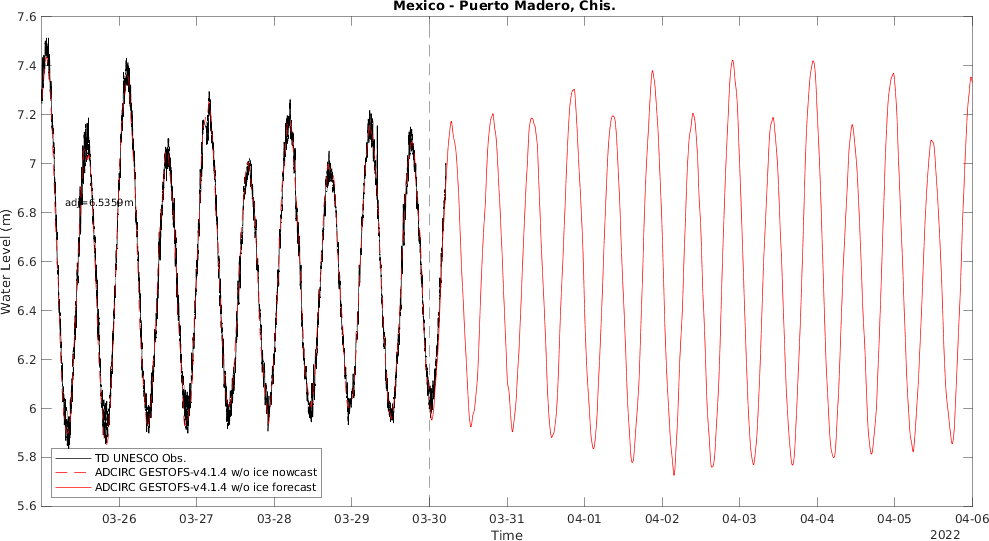 Mexico - Puerto Madero, Chis.
7.6
7.4
7.2
7
6.8
6.6
6.4
6.2
6
5.8
5.6
Water Level (m)
adj=6.5359m
TD UNESCO Obs.
ADCIRC GESTOFS-v4.1.4 w/o ice nowcast
ADCIRC GESTOFS-v4.1.4 w/o ice forecast
03-26 03-27 03-28 03-29 03-30 03-31 04-01 04-02 04-03 04-04 04-05 04-06
Time
2022